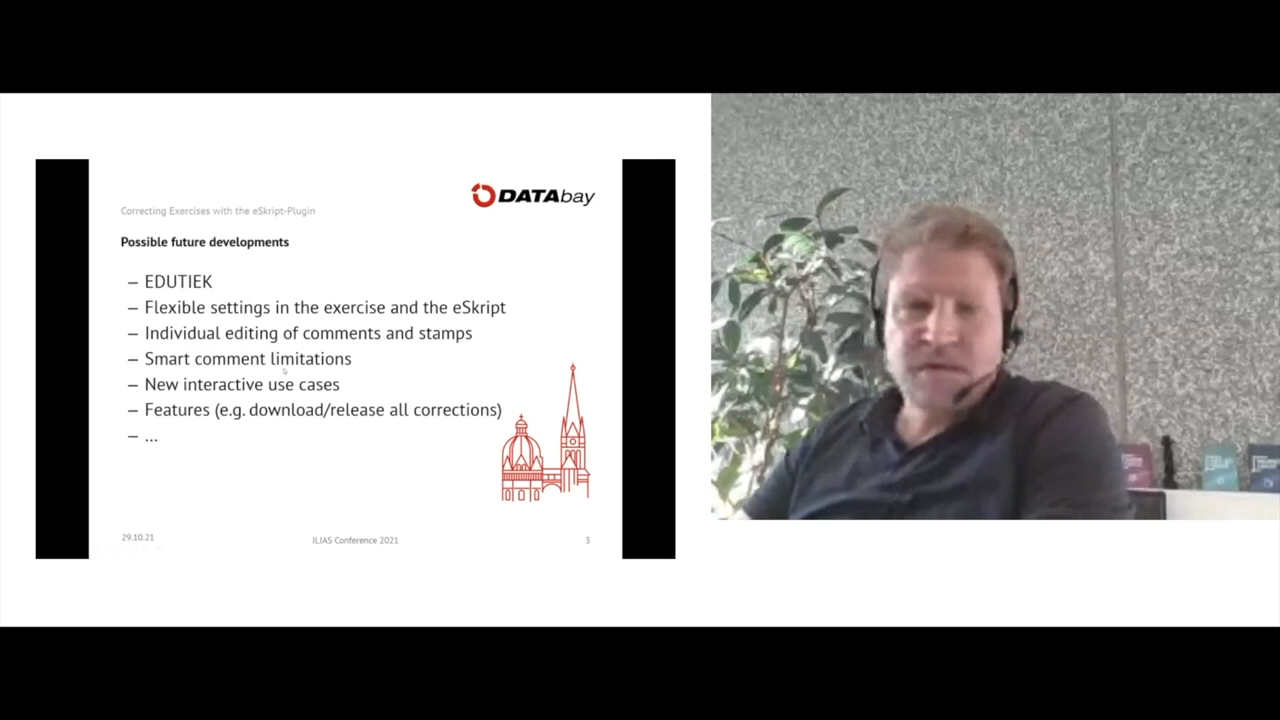 DATAbay
Correcting Exercises with the eSkript-Plugin
Possible future developments
– EDUTIEK
– Flexible settings in the exercise and the eSkript
– Individual editing of comments and stamps
– Smart comment limitations
– New interactive use cases
– Features (e.g. download/release all corrections)
– ...
29.10.21
ILIAS Conference 2021
3